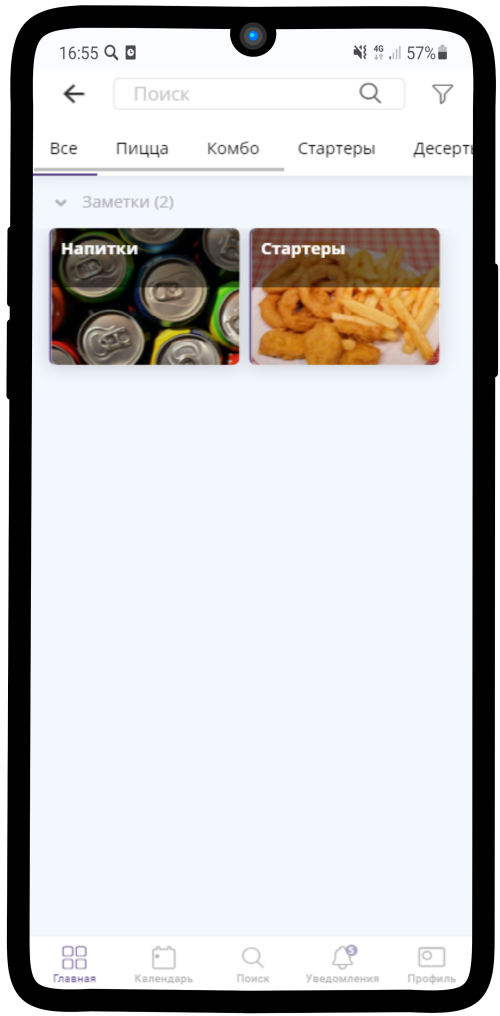 16:55 4G 57%
Поиск
Все Пицца Комбо Стартеры Десерть
Заметки (2)
Напитки Стартеры
5
Главная Календарь Поиск Уведомления Профиль